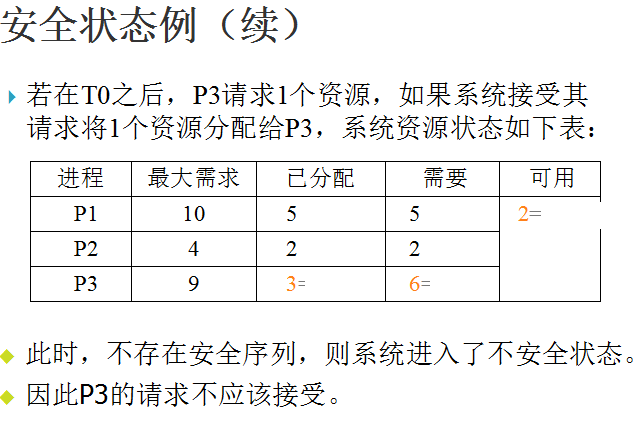 安全状态例（续）
若在T0之后，P3请求1个资源，如果系统接受其
请求将1个资源分配给P3，系统资源状态如下表：
进程 最大需求 已分配 需要 可用
P1 10 5 5 2=
P2 4 2 2
P3 9 3= 6=
此时，不存在安全序列，则系统进入了不安全状态。
因此P3的请求不应该接受。